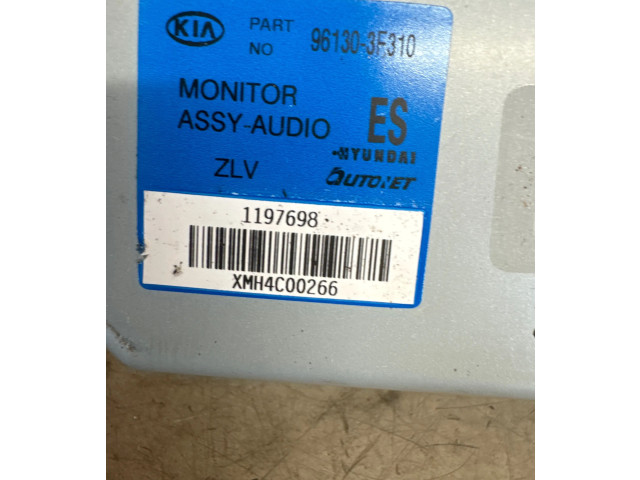 KIA PART NO 96130-3F310
MONITOR
ASSY-AUDIO ES
HYUNDAI
ZLV AUTONET
1197698
XMH4C00266